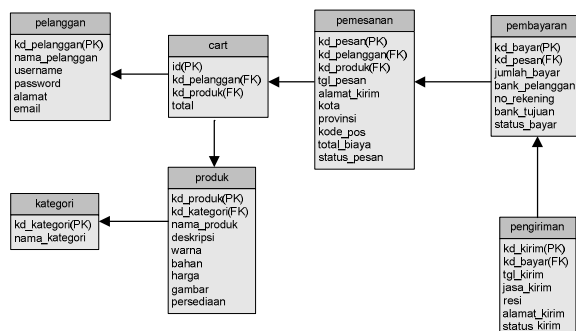 pelanggan
kd_pelanggan(PK)
nama_pelanggan
username
password
alamat
email
cart
id(PK)
kd_pelanggan(FK)
kd_produk(FK)
total
pemesanan
kd_pesan(PK)
kd_pelanggan(FK)
kd_produk(FK)
tgl_pesan
alamat_kirim
kota
provinsi
kode_pos
total_biaya
status_pesan
pembayaran
kd_bayar(PK)
kd_pesan(FK)
jumlah_bayar
bank_pelanggan
no_rekening
bank_tujuan
status_bayar
kategori
kd_kategori(PK)
nama_kategori
produk
kd_produk(PK)
kd_kategori(FK)
nama_produk
deskripsi
warna
bahan
harga
gambar
persediaan
pengiriman
kd_kirim(PK)
kd_bayar(FK)
tgl_kirim
jasa_kirim
resi
alamat_kirim
status_kirim